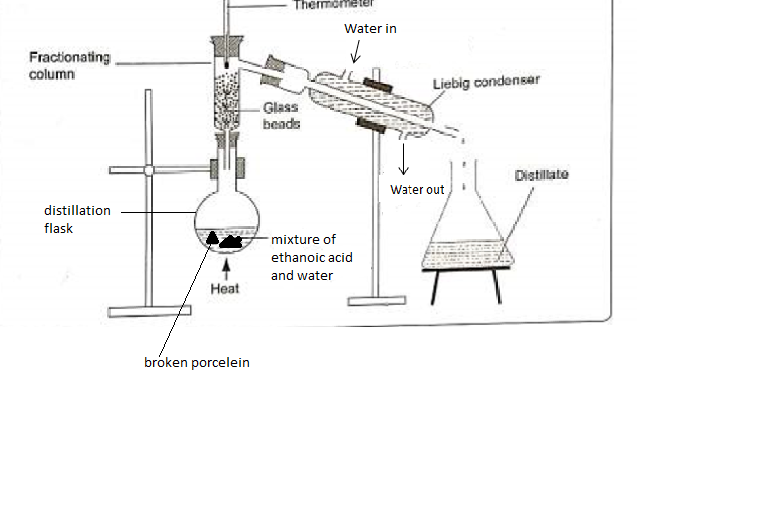 Thermometer
Water in
Fractionating
column
Liebig condenser
Glass
beads
Water out
Distillate
distillation
flask
mixture of
ethanoic acid
and water
Heat
broken porcelein